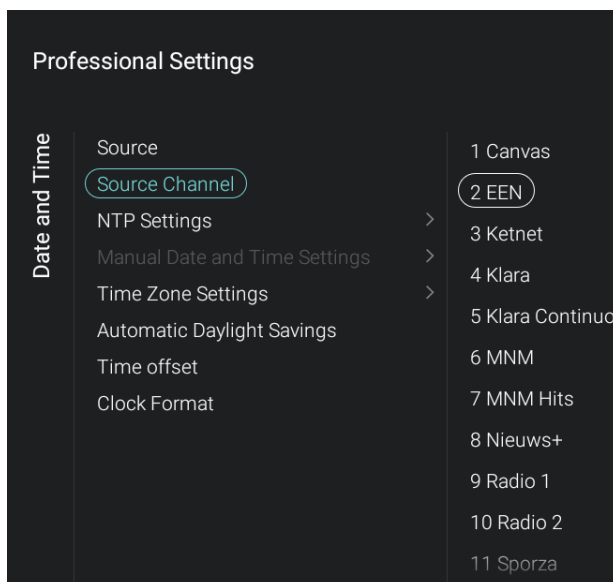 Professional Settings
Date and Time
Source
Source Channel
NTP Settings
Manual Date and Time Settings
Time Zone Settings
Automatic Daylight Savings
Time offset
Clock Format
1 Canvas
2 EEN
3 Ketnet
4 Klara
5 Klara Continuo
6 MNM
7 MNM Hits
8 Nieuws+
9 Radio 1
10 Radio 2
11 Sporza